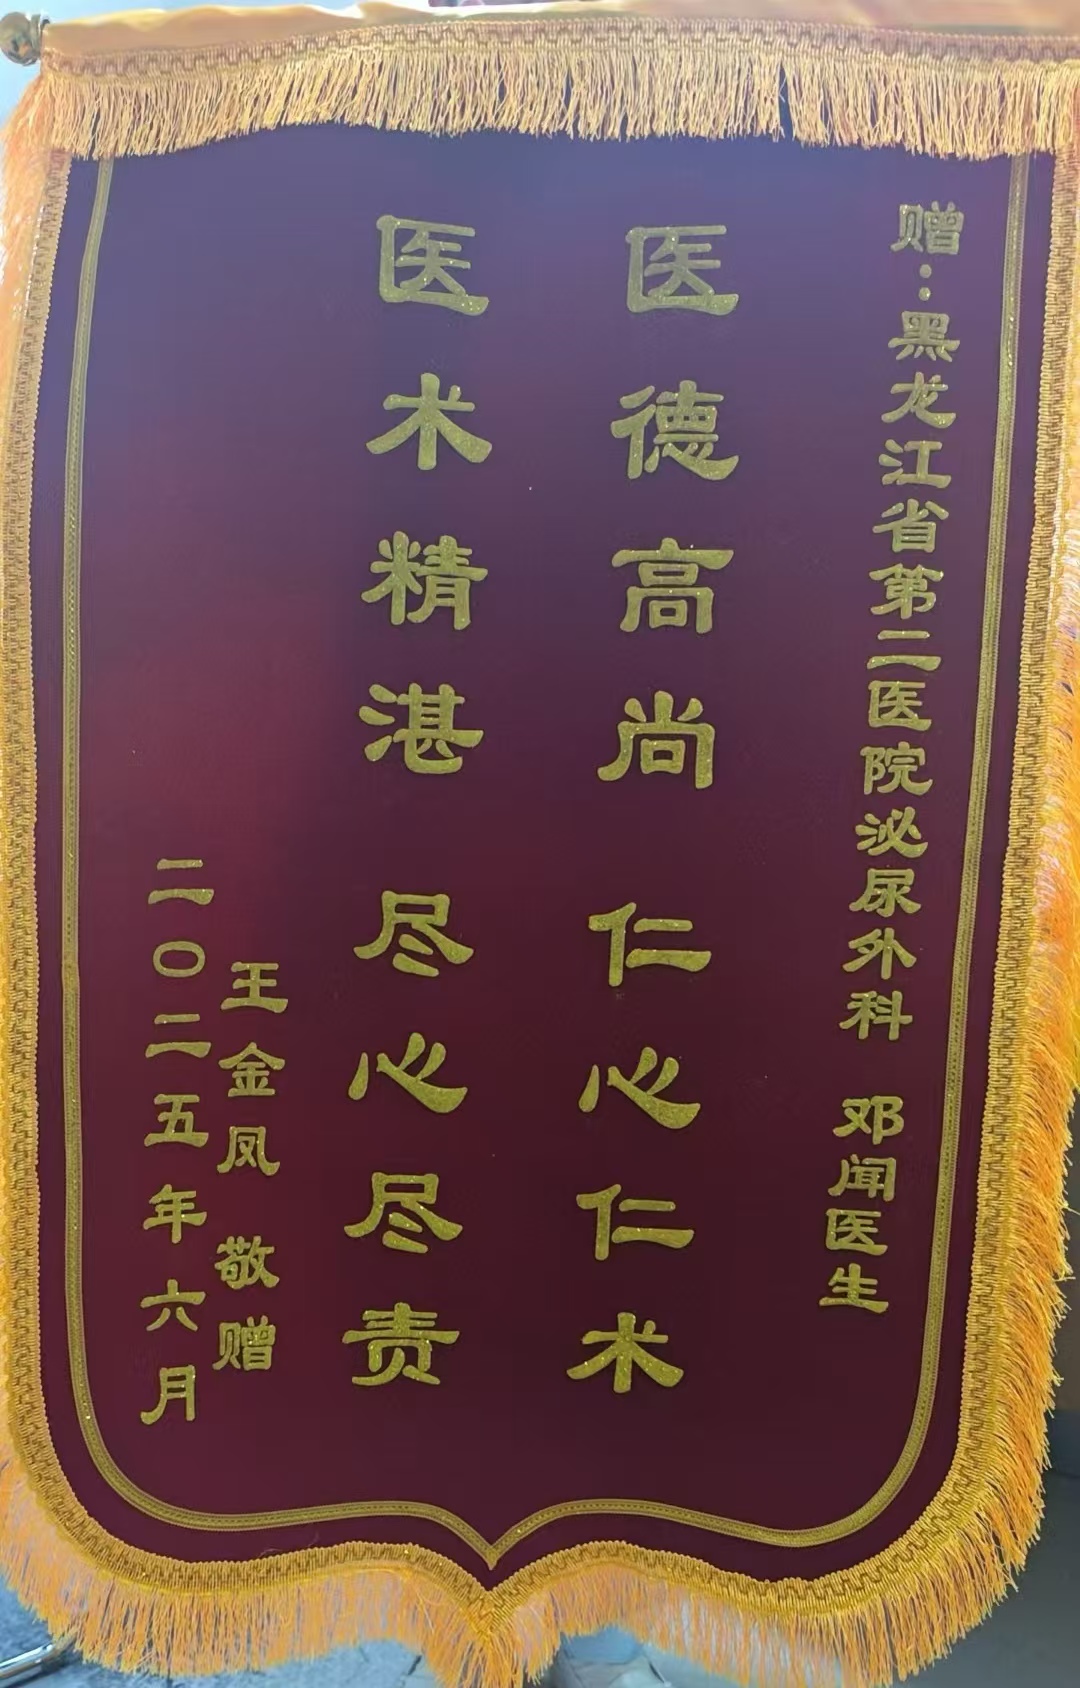 赠：黑龙江省第二医院泌尿外科 邓闻医生
医德高尚 仁心仁术
医术精湛 尽心尽责
王金凤 敬赠
二〇二五年六月